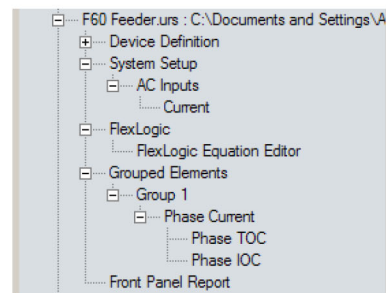 F60 Feeder.urs : C:\Documents and Settings\A
Device Definition
System Setup
AC Inputs
Current
FlexLogic
FlexLogic Equation Editor
Grouped Elements
Group 1
Phase Current
Phase TOC
Phase IOC
Front Panel Report